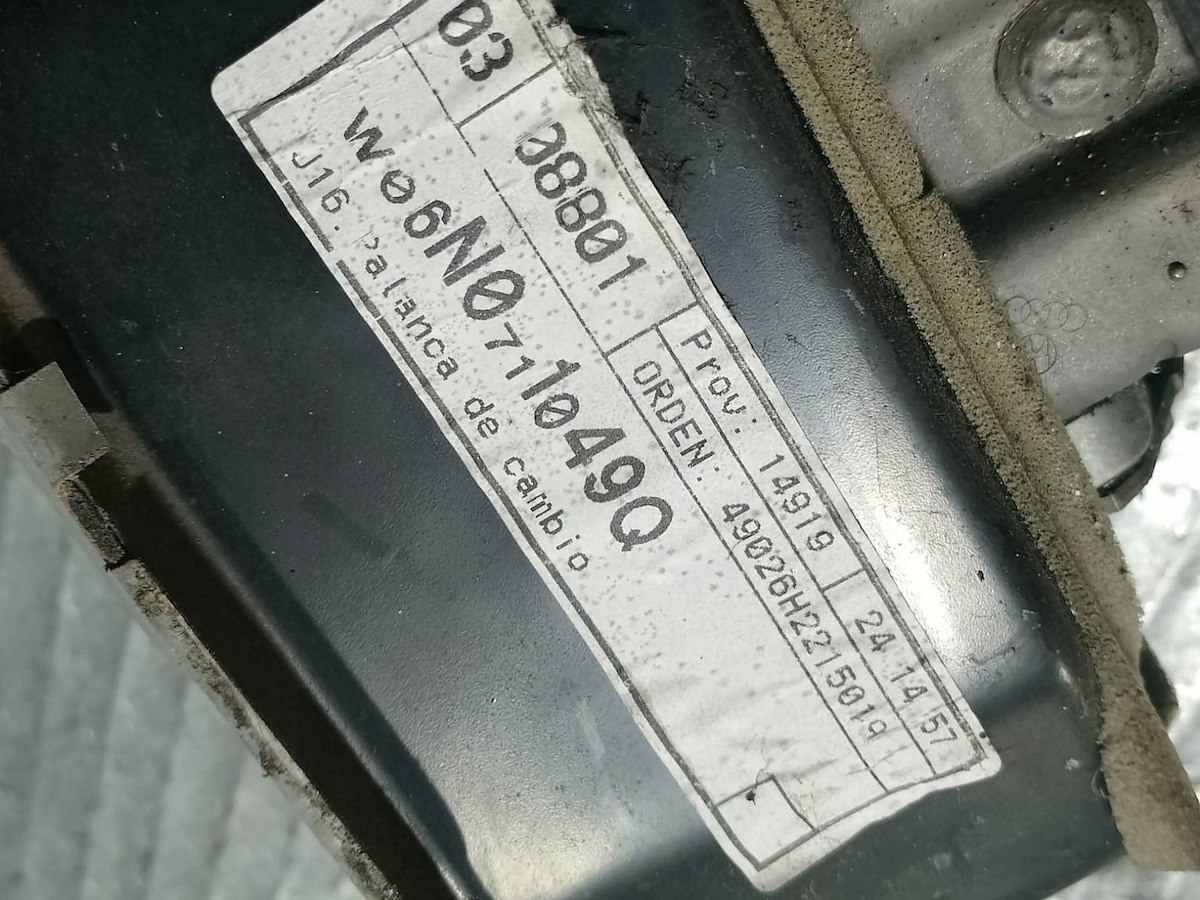 03 08801
Prov: 14919 24 14 57
ORDEN: 49026H2215019
W06N0711049Q
J16. Palanca de cambio